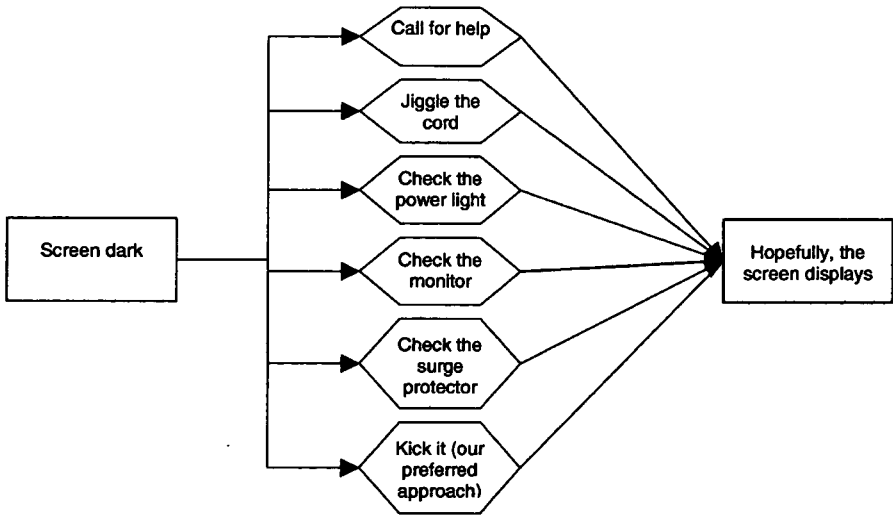 Call for help
Jiggle the
cord
Check the
power light
Screen dark
Check the
monitor
Hopefully, the
screen displays
Check the
surge
protector
Kick it (our
preferred
approach)